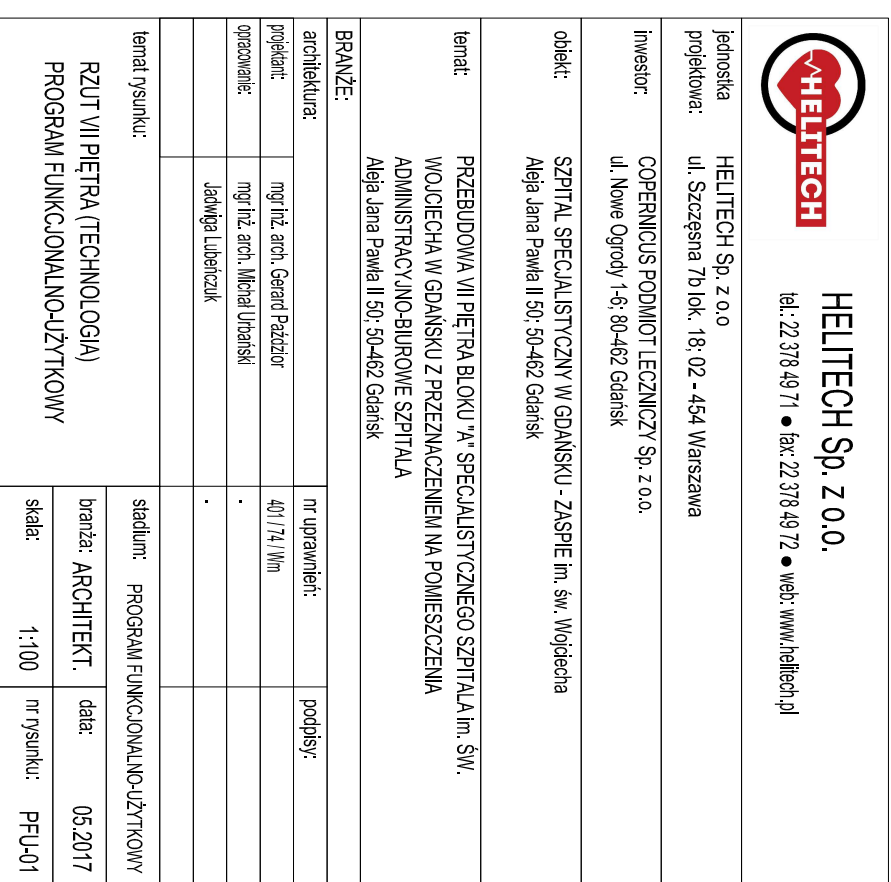 HELITECH
HELITECH Sp. z o.o.
tel.: 22 378 49 71 ● fax: 22 378 49 72 ● web: www.helitech.pl
jednostka
projektowa:
HELITECH Sp. z o.o
ul. Szczęsna 7b lok. 18; 02 - 454 Warszawa
inwestor:
COPERNICUS PODMIOT LECZNICZY Sp. z o.o.
ul. Nowe Ogrody 1-6; 80-462 Gdańsk
obiekt:
SZPITAL SPECJALISTYCZNY W GDAŃSKU - ZASPIE im. św. Wojciecha
Aleja Jana Pawła II 50; 50-462 Gdańsk
temat:
PRZEBUDOWA VII PIĘTRA BLOKU "A" SPECJALISTYCZNEGO SZPITALA im. ŚW.
WOJCIECHA W GDAŃSKU Z PRZEZNACZENIEM NA POMIESZCZENIA
ADMINISTRACYJNO-BIUROWE SZPITALA
Aleja Jana Pawła II 50; 50-462 Gdańsk
BRANŻE:
architektura: nr uprawnień: podpisy:
projektant: mgr inż. arch. Gerard Paździor 401 / 74 / Wm
opracowanie: mgr inż. arch. Michał Urbański -
Jadwiga Lubeńczuk -
temat rysunku:
RZUT VII PIĘTRA (TECHNOLOGIA)
PROGRAM FUNKCJONALNO-UŻYTKOWY
stadium: PROGRAM FUNKCJONALNO-UŻYTKOWY
branża: ARCHITEKT. data: 05.2017
skala: 1:100 nr rysunku: PFU-01